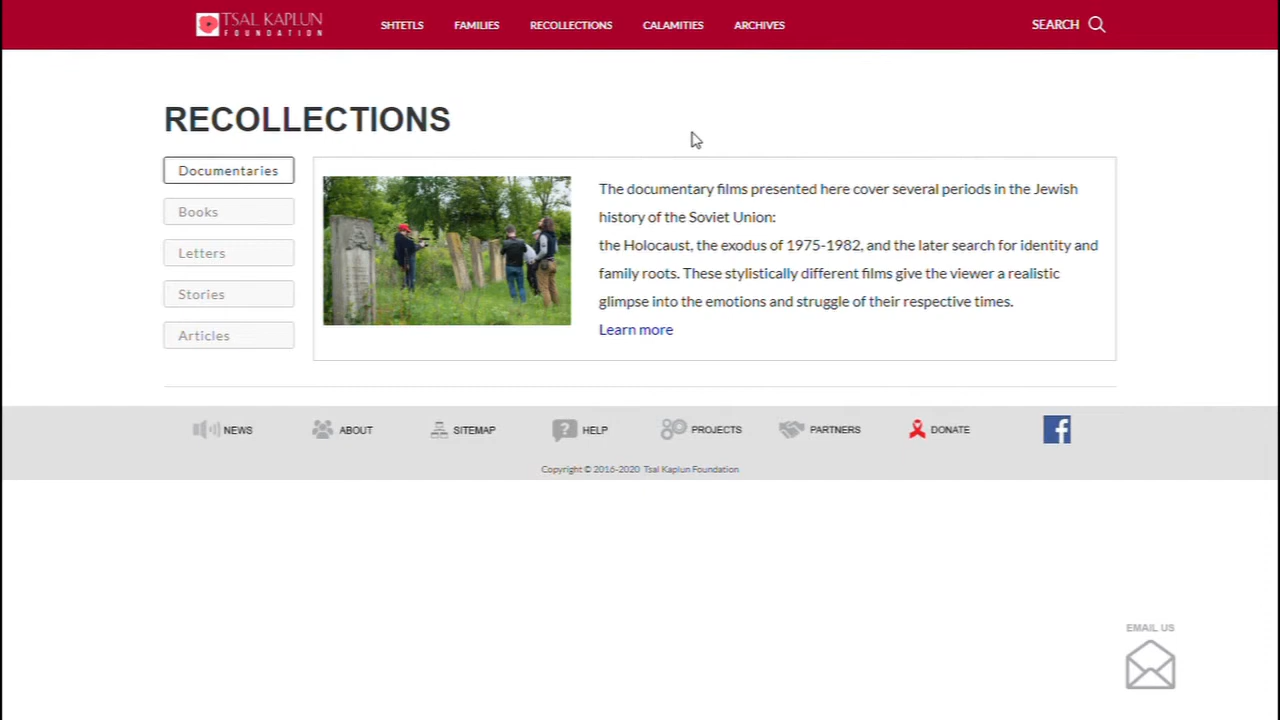 TSAL KAPLUN
FOUNDATION
SHTETLS FAMILIES RECOLLECTIONS CALAMITIES ARCHIVES
SEARCH
RECOLLECTIONS
Documentaries
Books
Letters
Stories
Articles
The documentary films presented here cover several periods in the Jewish
history of the Soviet Union:
the Holocaust, the exodus of 1975-1982, and the later search for identity and
family roots. These stylistically different films give the viewer a realistic
glimpse into the emotions and struggle of their respective times.
Learn more
NEWS ABOUT SITEMAP HELP PROJECTS PARTNERS DONATE
Copyright © 2016-2020 Tsal Kaplun Foundation
EMAIL US